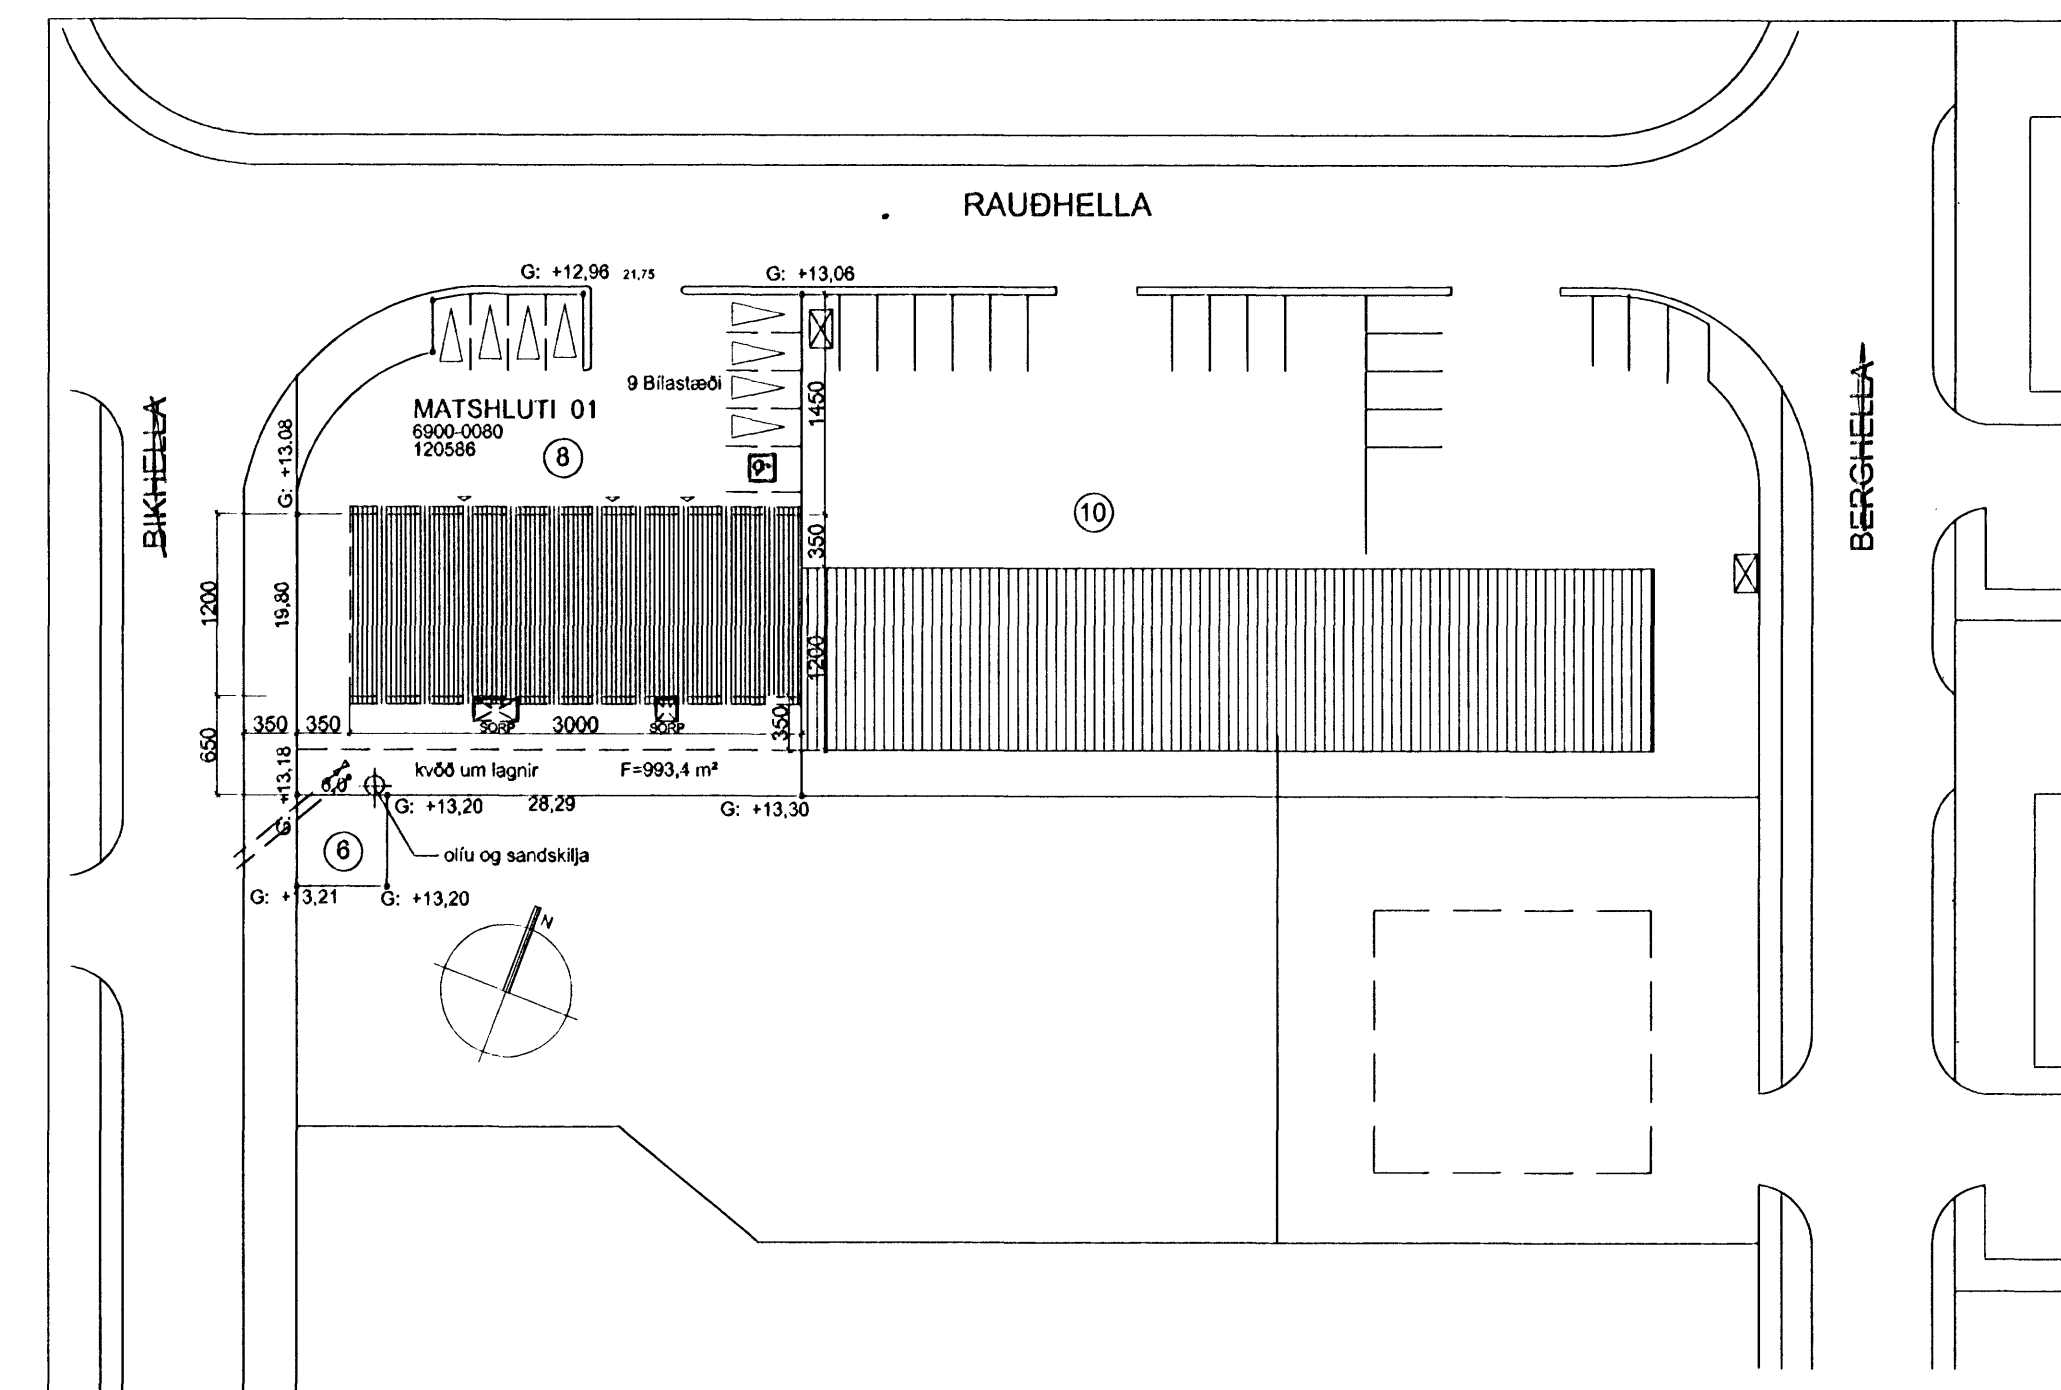 RAUÐHELLA
G: +12,96 21,75
G: +13,06
9 Bílastæði
MATSHLUTI 01
6900-0080
120586
8
10
BIKHELLA
BERGHELLA
G: +13.08
1450
350
1200
1200
19,80
650
350
350
SORP
3000
SORP
350
G: +13,18
kvöð um lagnir
F=993,4 m²
G: +13,20
28,29
G: +13,30
6
olíu og sandskilja
G: +13,21
G: +13,20
N